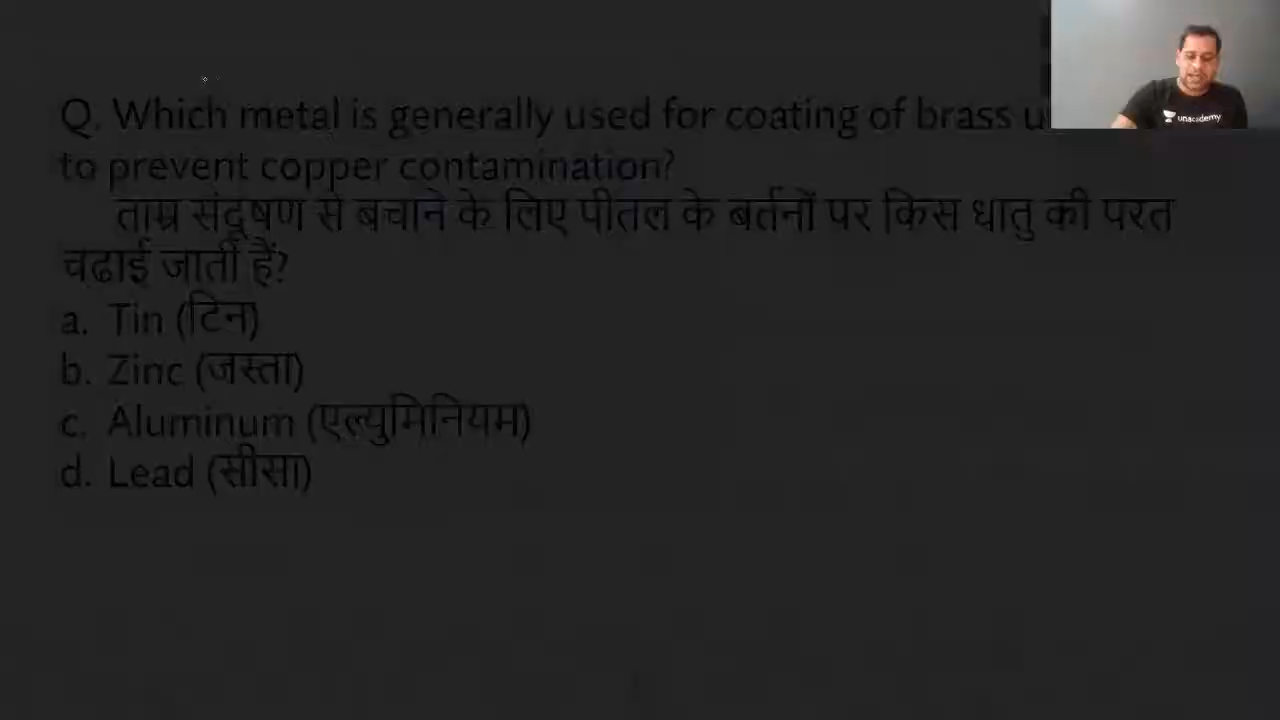 Q. Which metal is generally used for coating of brass
to prevent copper contamination?
ताम्र संदूषण से बचाने के लिए पीतल के बर्तनों पर किस धातु की परत
चढाई जाती हैं?
a. Tin (टिन)
b. Zinc (जस्ता)
c. Aluminum (एल्युमिनियम)
d. Lead (सीसा)
unacademy